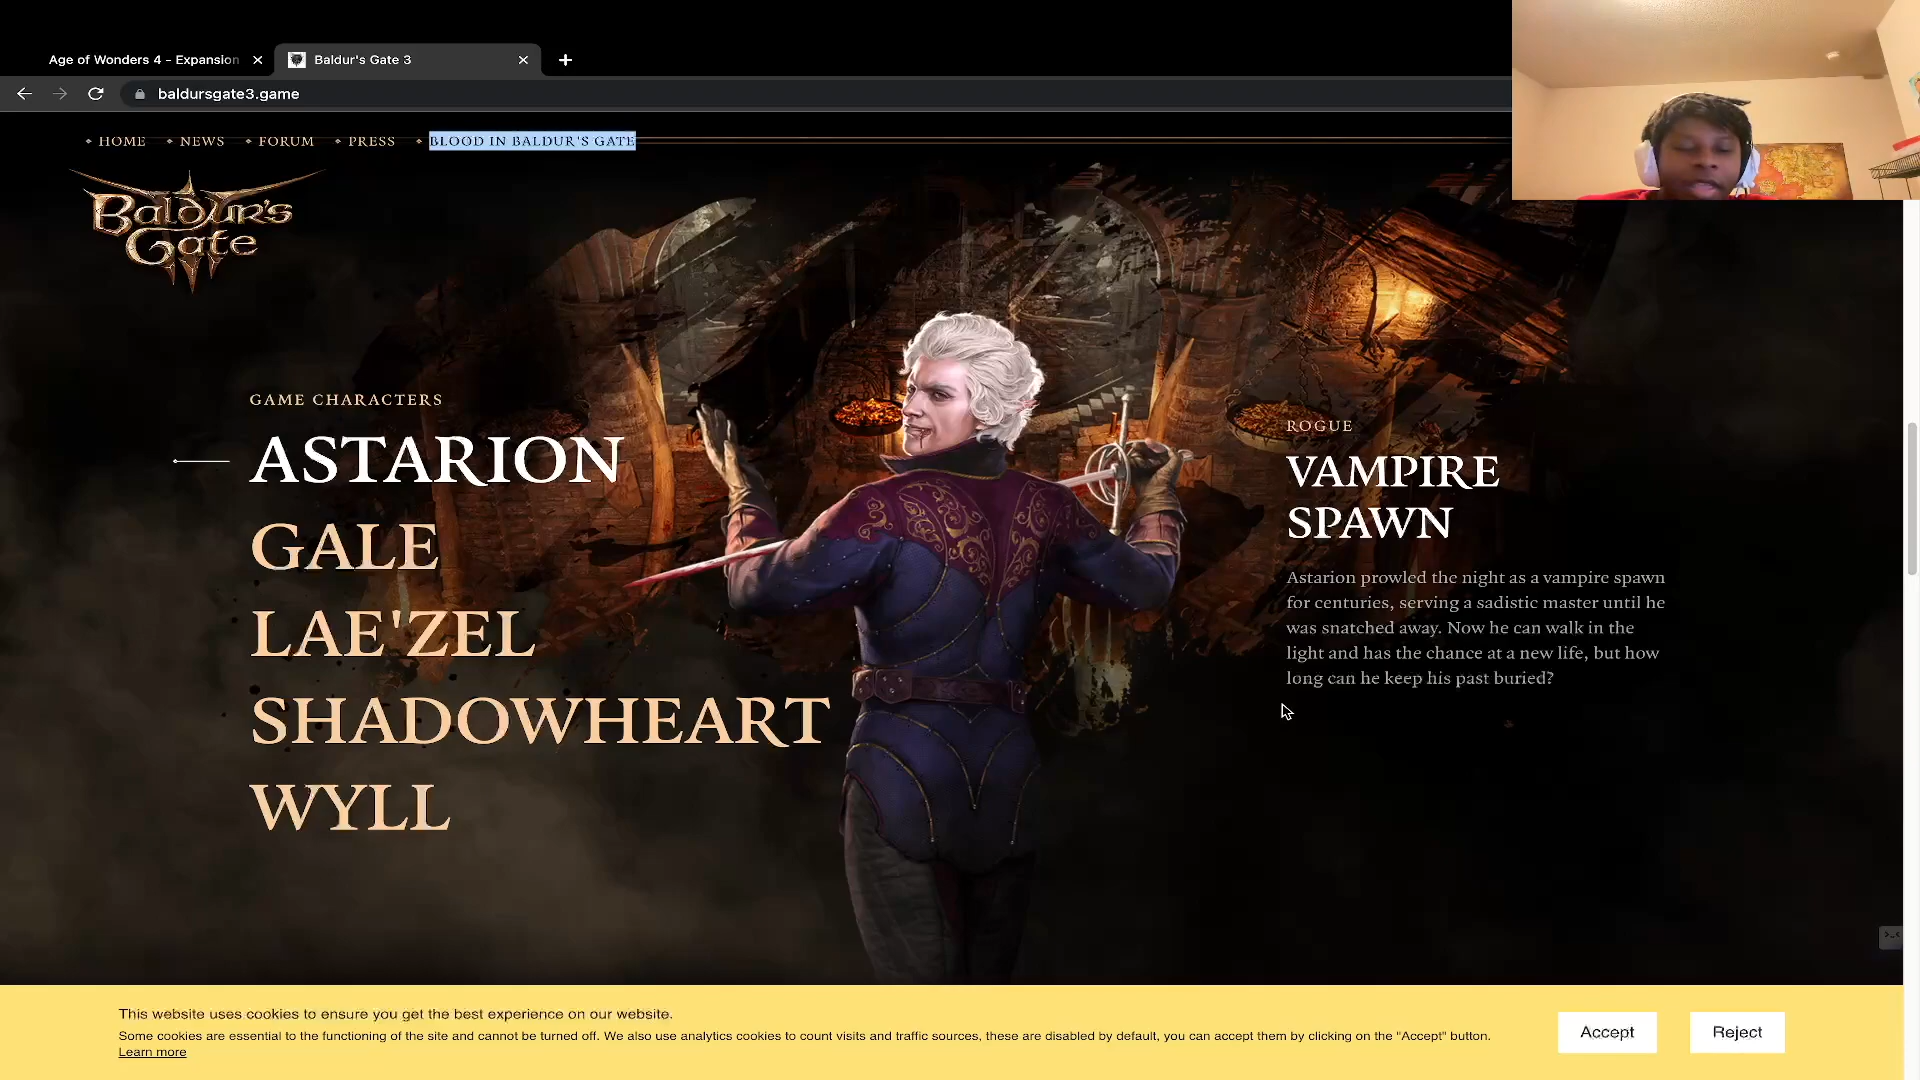 Age of Wonders 4 - Expansion
Baldur's Gate 3
baldursgate3.game
HOME
NEWS
FORUM
PRESS
BLOOD IN BALDUR'S GATE
Baldur's
Gate
GAME CHARACTERS
ASTARION
GALE
LAE'ZEL
SHADOWHEART
WYLL
ROGUE
VAMPIRE
SPAWN
Astarion prowled the night as a vampire spawn
for centuries, serving a sadistic master until he
was snatched away. Now he can walk in the
light and has the chance at a new life, but how
long can he keep his past buried?
This website uses cookies to ensure you get the best experience on our website.
Some cookies are essential to the functioning of the site and cannot be turned off. We also use analytics cookies to count visits and traffic sources, these are disabled by default, you can accept them by clicking on the "Accept" button.
Learn more
Accept
Reject